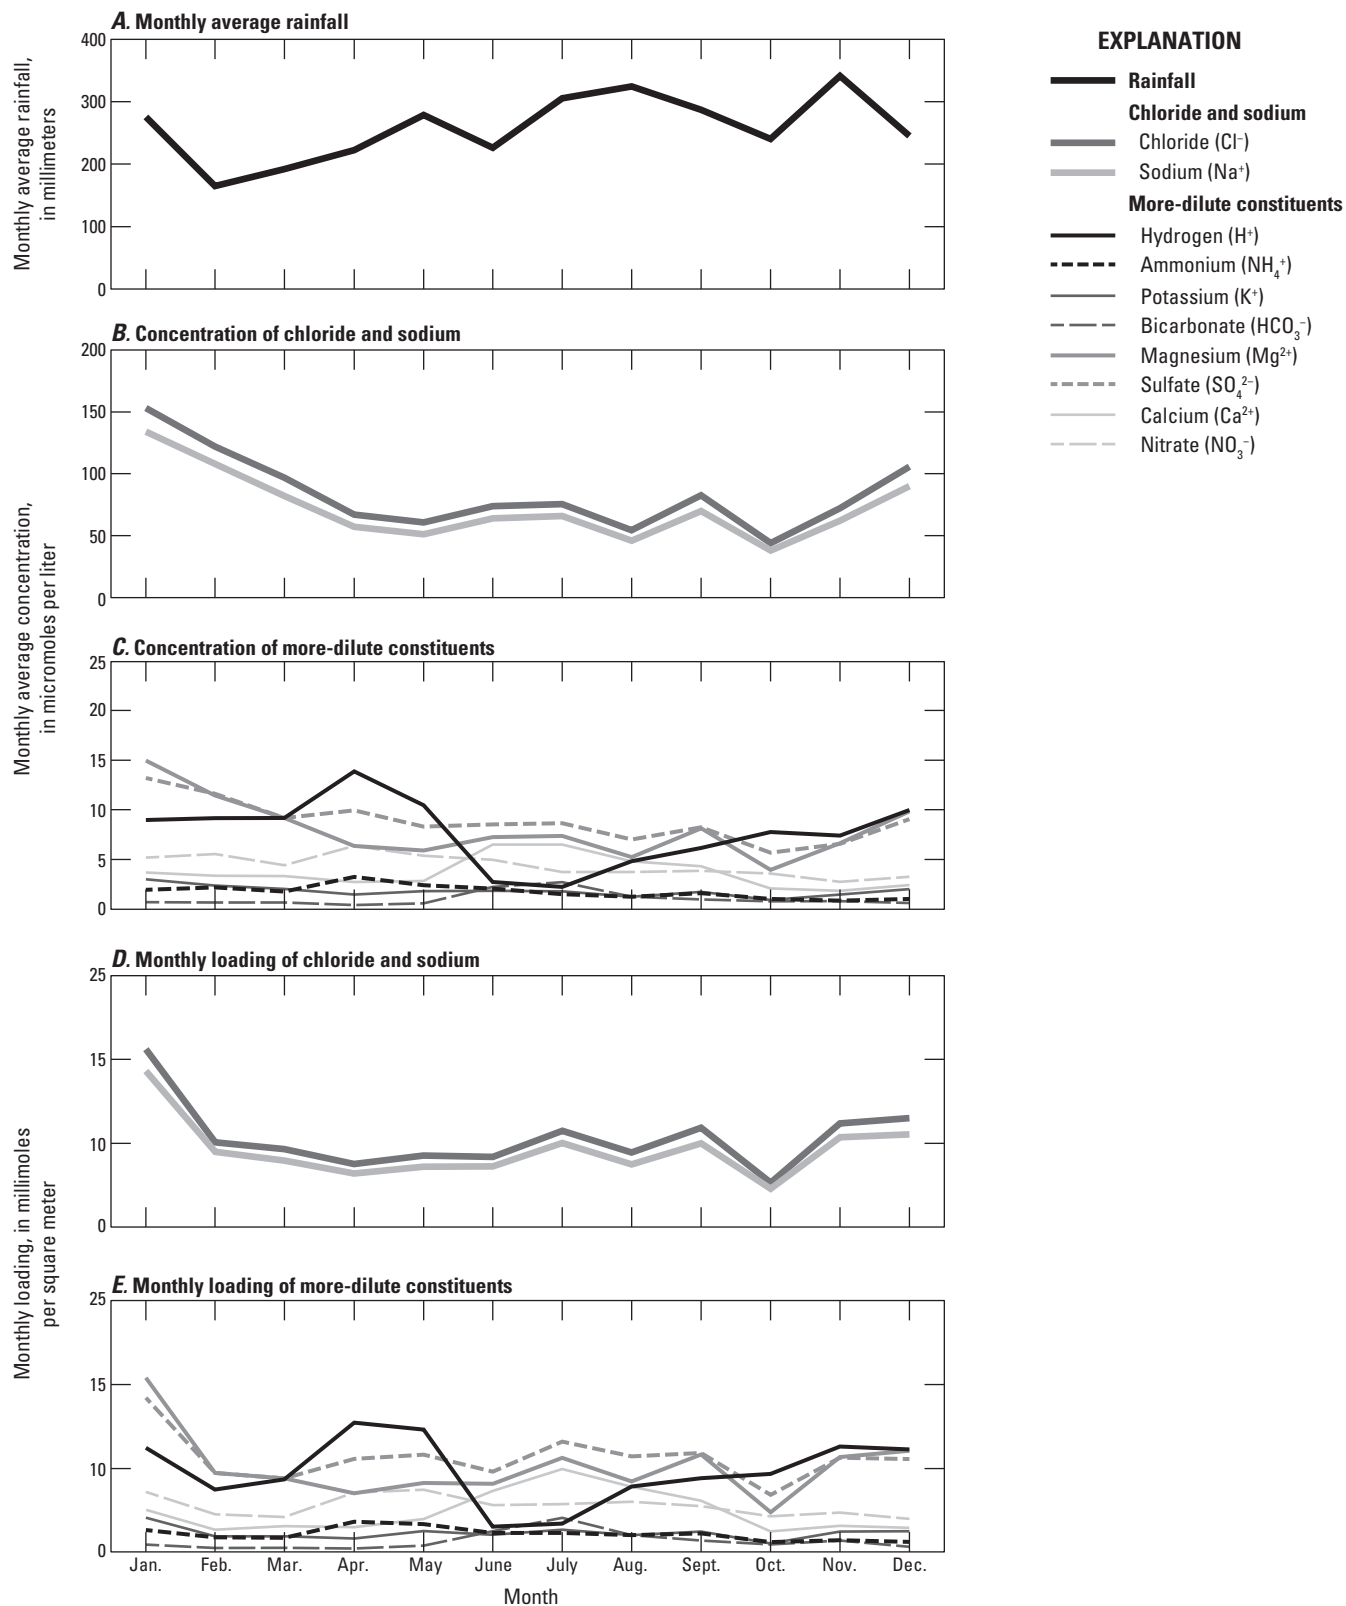 A. Monthly average rainfall
Monthly average rainfall,
in millimeters
400
300
200
100
0
B. Concentration of chloride and sodium
200
150
100
50
0
Monthly average concentration,
in micromoles per liter
C. Concentration of more-dilute constituents
25
20
15
10
5
0
D. Monthly loading of chloride and sodium
25
15
10
0
Monthly loading, in millimoles
per square meter
E. Monthly loading of more-dilute constituents
25
15
10
0
Jan. Feb. Mar. Apr. May June July Aug. Sept. Oct. Nov. Dec.
Month
EXPLANATION
Rainfall
Chloride and sodium
Chloride (Cl⁻)
Sodium (Na⁺)
More-dilute constituents
Hydrogen (H⁺)
Ammonium (NH₄⁺)
Potassium (K⁺)
Bicarbonate (HCO₃⁻)
Magnesium (Mg²⁺)
Sulfate (SO₄²⁻)
Calcium (Ca²⁺)
Nitrate (NO₃⁻)